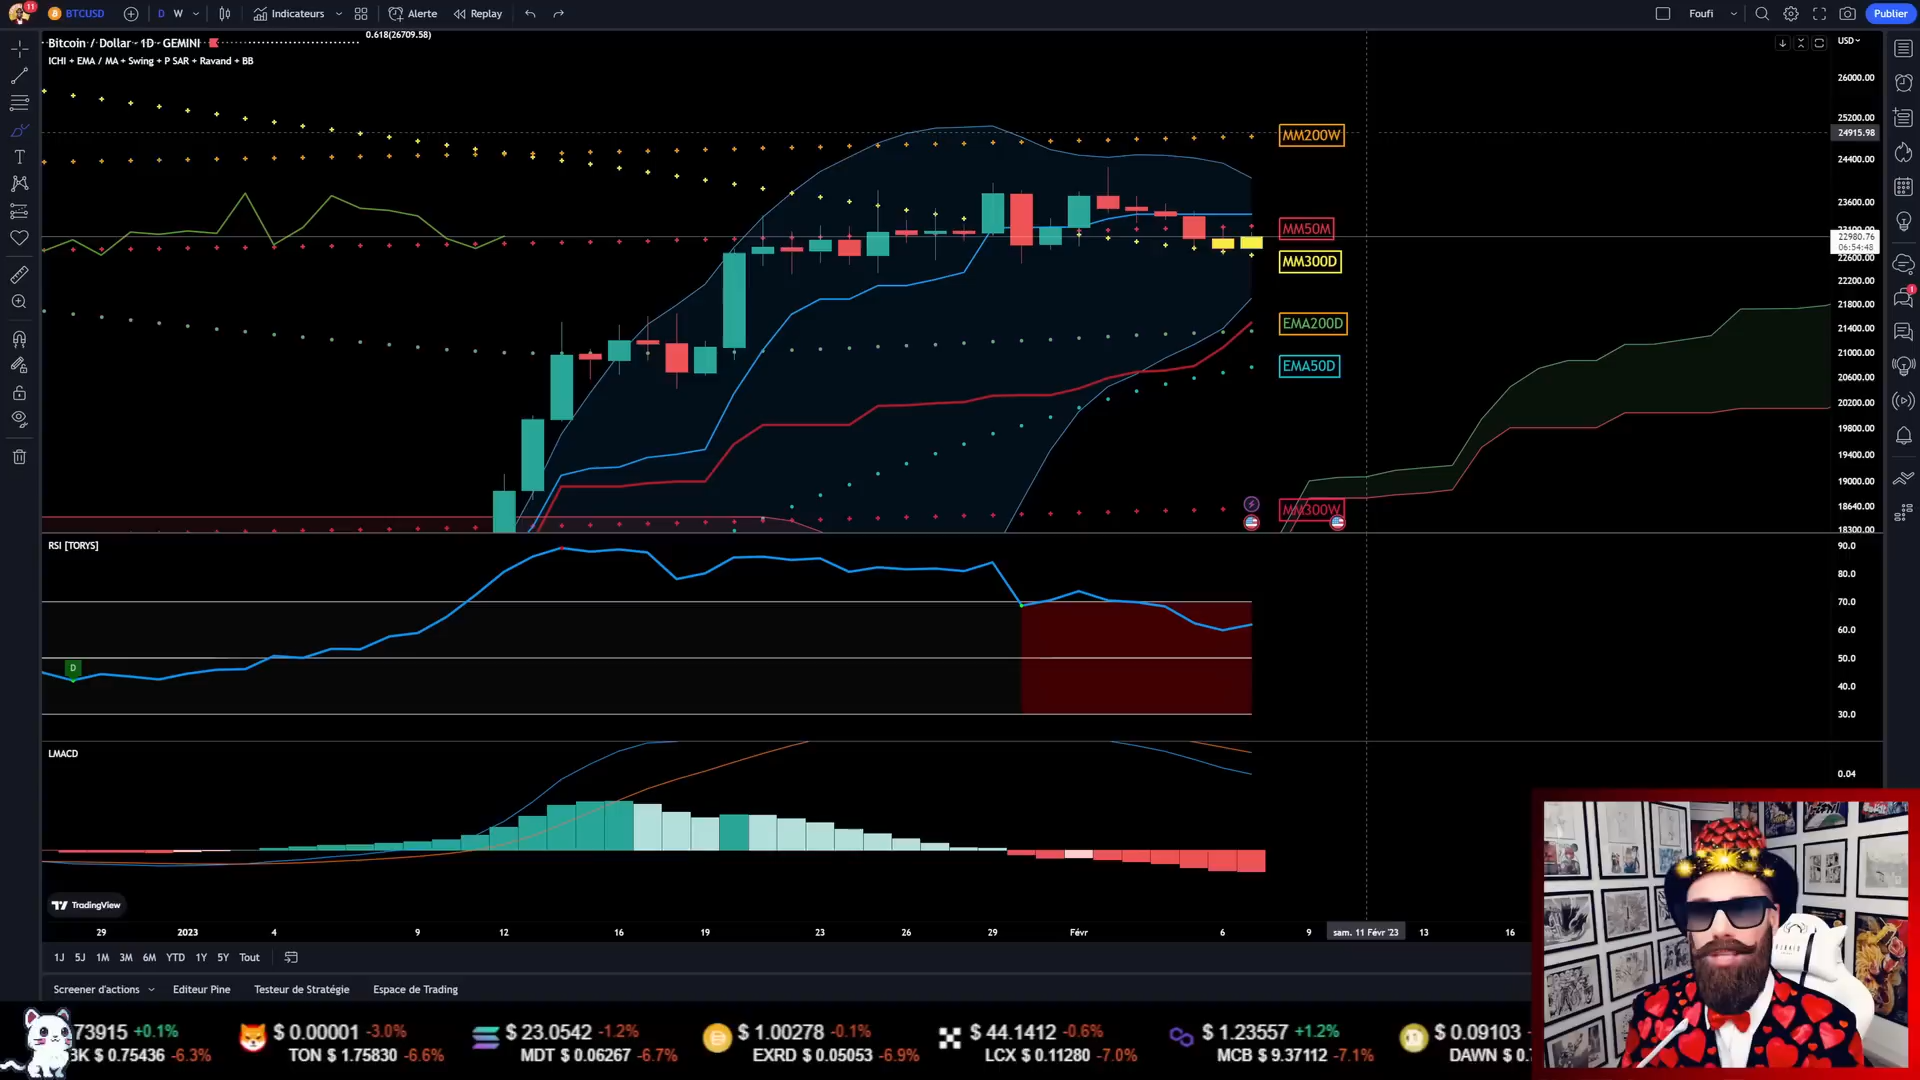 11
BTCUSD
D
W
Indicateurs
Alerte
Replay
Foufi
Publier
Bitcoin / Dollar · 1D · GEMINI
0.618(26709.58)
ICHI + EMA / MA + Swing + P SAR + Ravand + BB
USD
26000.00
25200.00
24915.98
24400.00
23600.00
22980.76
06:54:48
22600.00
22200.00
21800.00
21400.00
21000.00
20600.00
20200.00
19800.00
19400.00
19000.00
18640.00
18300.00
MM200W
MM50M
MM300D
EMA200D
EMA50D
MM300W
1
RSI [TORYS]
90.0
80.0
70.0
60.0
50.0
40.0
30.0
D
LMACD
0.04
TradingView
29
2023
4
9
12
16
19
23
26
29
Févr
6
9
sam. 11 Févr '23
13
16
1J
5J
1M
3M
6M
YTD
1Y
5Y
Tout
Screener d'actions
Editeur Pine
Testeur de Stratégie
Espace de Trading
73915 +0.1%
$ 0.00001 -3.0%
$ 23.0542 -1.2%
$ 1.00278 -0.1%
$ 44.1412 -0.6%
$ 1.23557 +1.2%
$ 0.09103
$ 0.75436 -6.3%
TON $ 1.75830 -6.6%
MDT $ 0.06267 -6.7%
EXRD $ 0.05053 -6.9%
LCX $ 0.11280 -7.0%
MCB $ 9.37112 -7.1%
DAWN $ 0.